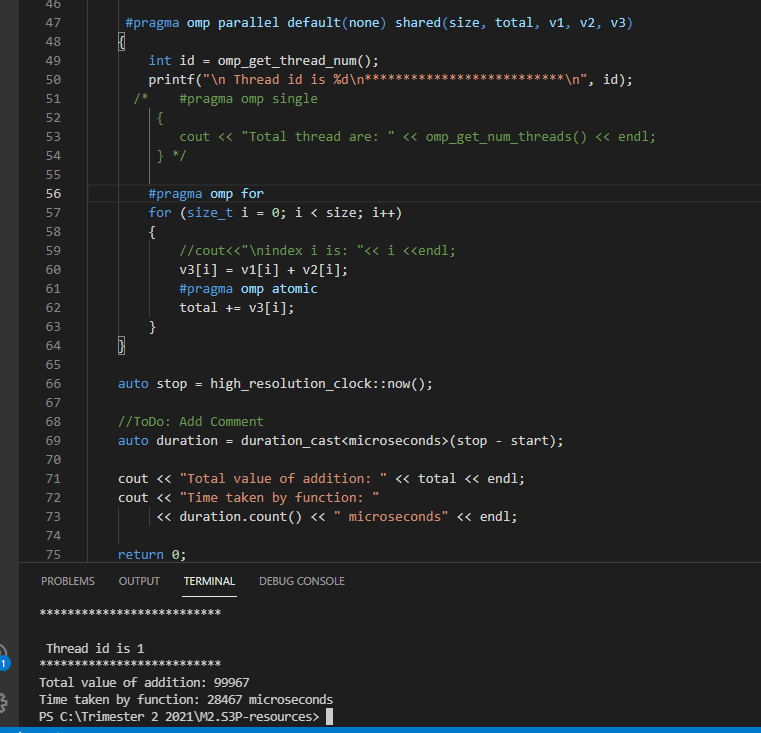 46
47 #pragma omp parallel default(none) shared(size, total, v1, v2, v3)
48 {
49 int id = omp_get_thread_num();
50 printf("\n Thread id is %d\n**************************\n", id);
51 /* #pragma omp single
52 {
53 cout << "Total thread are: " << omp_get_num_threads() << endl;
54 } */
55
56 #pragma omp for
57 for (size_t i = 0; i < size; i++)
58 {
59 //cout<<"\nindex i is: "<< i <<endl;
60 v3[i] = v1[i] + v2[i];
61 #pragma omp atomic
62 total += v3[i];
63 }
64 }
65
66 auto stop = high_resolution_clock::now();
67
68 //ToDo: Add Comment
69 auto duration = duration_cast<microseconds>(stop - start);
70
71 cout << "Total value of addition: " << total << endl;
72 cout << "Time taken by function: "
73 << duration.count() << " microseconds" << endl;
74
75 return 0;
PROBLEMS OUTPUT TERMINAL DEBUG CONSOLE
**************************
Thread id is 1
**************************
Total value of addition: 99967
Time taken by function: 28467 microseconds
PS C:\Trimester 2 2021\M2.S3P-resources>
1